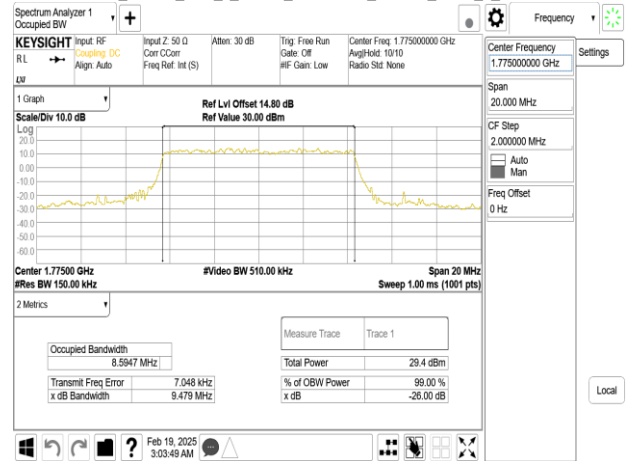 Spectrum Analyzer 1
Occupied BW
Frequency
KEYSIGHT
Input: RF
Coupling: DC
Align: Auto
Input Z: 50 Ω
Corr CCorr
Freq Ref: Int (S)
Atten: 30 dB
Trig: Free Run
Gate: Off
#IF Gain: Low
Center Freq: 1.775000000 GHz
Avg|Hold: 10/10
Radio Std: None
RL
LXI
Center Frequency
1.775000000 GHz
Settings
Span
20.000 MHz
CF Step
2.000000 MHz
Auto
Man
Freq Offset
0 Hz
Local
1 Graph
Scale/Div 10.0 dB
Ref Lvl Offset 14.80 dB
Ref Value 30.00 dBm
Log
20.0
10.0
0.00
-10.0
-20.0
-30.0
-40.0
-50.0
-60.0
Center 1.77500 GHz
#Video BW 510.00 kHz
Span 20 MHz
#Res BW 150.00 kHz
Sweep 1.00 ms (1001 pts)
2 Metrics
Measure Trace Trace 1
Occupied Bandwidth
8.5947 MHz
Total Power 29.4 dBm
Transmit Freq Error 7.048 kHz
% of OBW Power 99.00 %
x dB Bandwidth 9.479 MHz
x dB -26.00 dB
Feb 19, 2025
3:03:49 AM